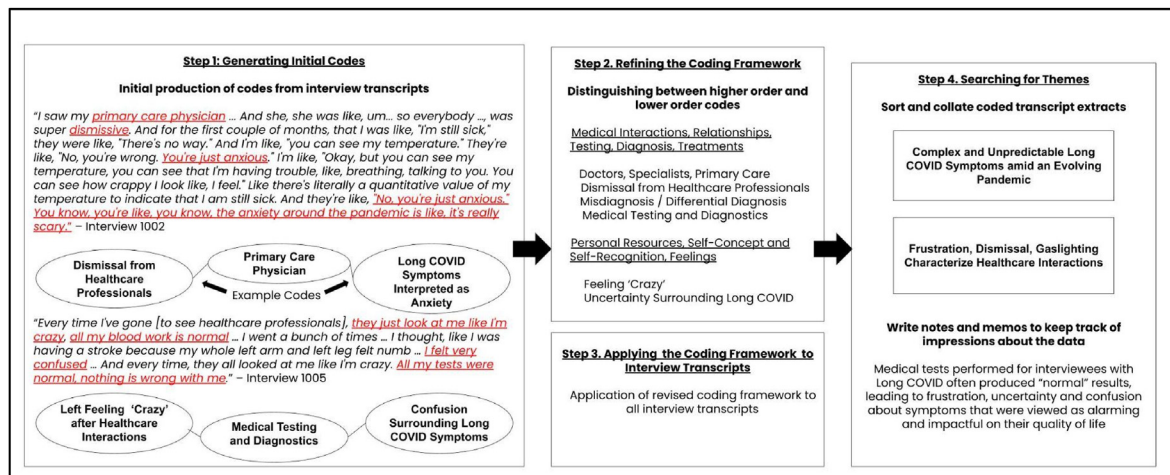 Step 1: Generating Initial Codes
Initial production of codes from interview transcripts
“I saw my primary care physician ... And she, she was like, um... so everybody ..., was
super dismissive. And for the first couple of months, that I was like, "I'm still sick,"
they were like, "There's no way." And I'm like, "you can see my temperature." They're
like, "No, you're wrong. You're just anxious." I'm like, "Okay, but you can see my
temperature, you can see that I'm having trouble, like, breathing, talking to you. You
can see how crappy I look like, I feel." Like there's literally a quantitative value of my
temperature to indicate that I am still sick. And they're like, "No, you're just anxious."
You know, you're like, you know, the anxiety around the pandemic is like, it's really
scary.” – Interview 1002
Dismissal from
Healthcare
Professionals
Primary Care
Physician
Example Codes
Long COVID
Symptoms
Interpreted as
Anxiety
“Every time I've gone [to see healthcare professionals], they just look at me like I'm
crazy, all my blood work is normal ... I went a bunch of times ... I thought, like I was
having a stroke because my whole left arm and left leg felt numb ... I felt very
confused ... And every time, they all looked at me like I'm crazy. All my tests were
normal, nothing is wrong with me.” – Interview 1005
Left Feeling ‘Crazy’
after Healthcare
Interactions
Medical Testing
and Diagnostics
Confusion
Surrounding Long
COVID Symptoms
Step 2. Refining the Coding Framework
Distinguishing between higher order and
lower order codes
Medical Interactions, Relationships,
Testing, Diagnosis, Treatments
Doctors, Specialists, Primary Care
Dismissal from Healthcare Professionals
Misdiagnosis / Differential Diagnosis
Medical Testing and Diagnostics
Personal Resources, Self-Concept and
Self-Recognition, Feelings
Feeling ‘Crazy’
Uncertainty Surrounding Long COVID
Step 3. Applying the Coding Framework to
Interview Transcripts
Application of revised coding framework to
all interview transcripts
Step 4. Searching for Themes
Sort and collate coded transcript extracts
Complex and Unpredictable Long
COVID Symptoms amid an Evolving
Pandemic
Frustration, Dismissal, Gaslighting
Characterize Healthcare Interactions
Write notes and memos to keep track of
impressions about the data
Medical tests performed for interviewees with
Long COVID often produced “normal” results,
leading to frustration, uncertainty and confusion
about symptoms that were viewed as alarming
and impactful on their quality of life